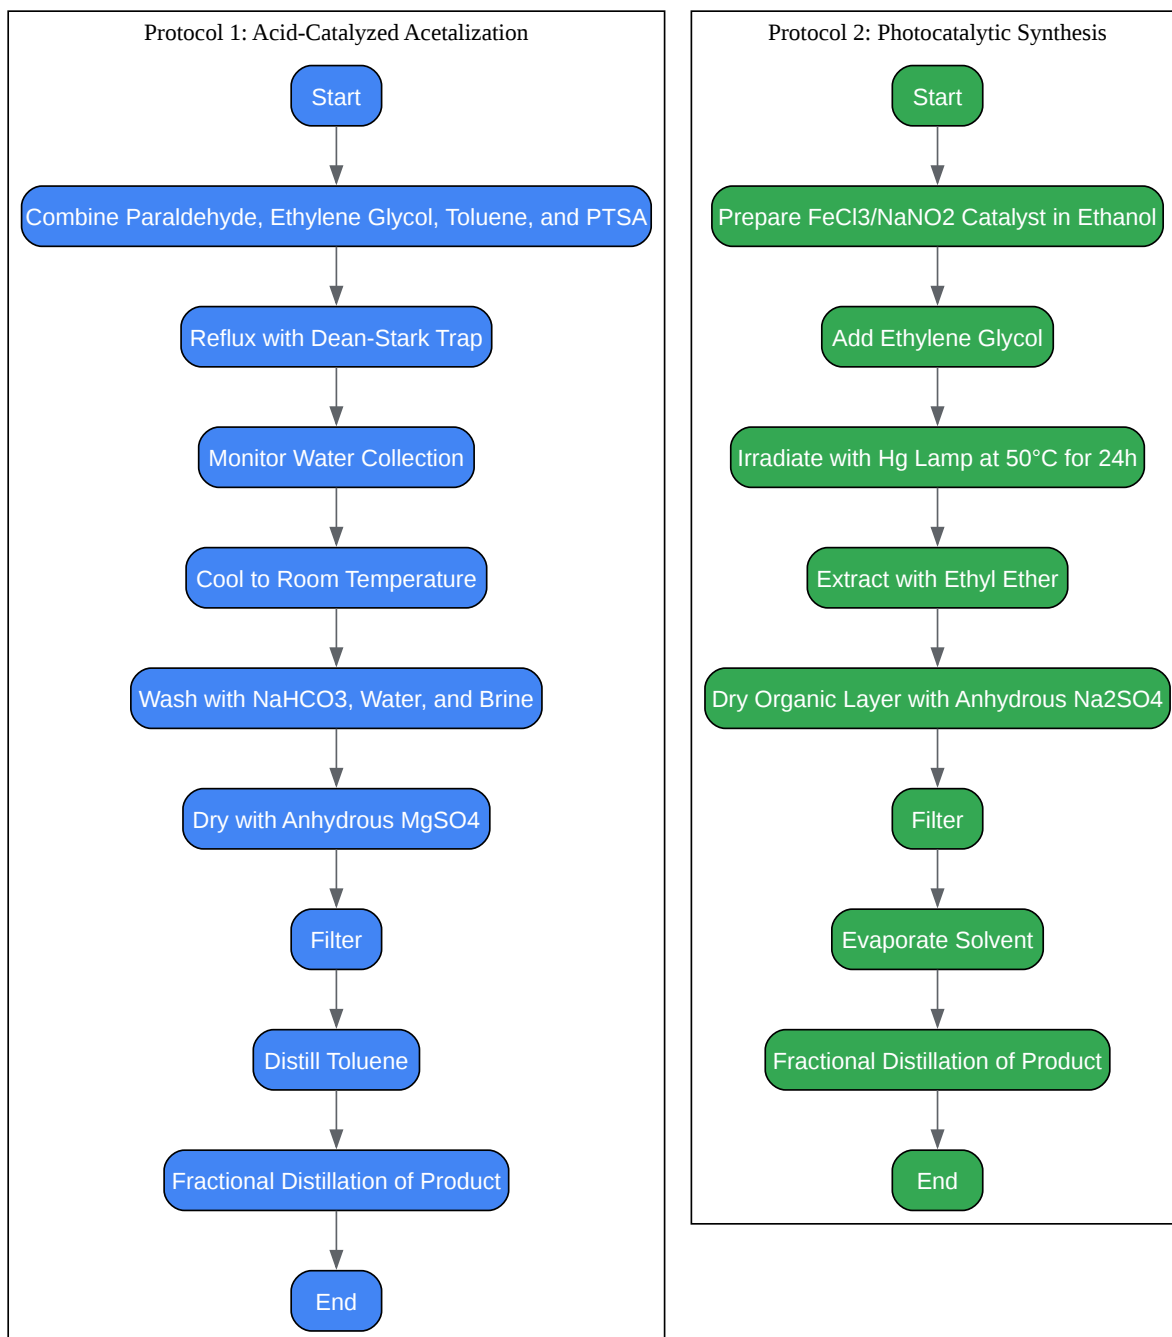 Protocol 1: Acid-Catalyzed Acetalization
Start
Combine Paraldehyde, Ethylene Glycol, Toluene, and PTSA
Reflux with Dean-Stark Trap
Monitor Water Collection
Cool to Room Temperature
Wash with NaHCO3, Water, and Brine
Dry with Anhydrous MgSO4
Filter
Distill Toluene
Fractional Distillation of Product
End
Protocol 2: Photocatalytic Synthesis
Start
Prepare FeCl3/NaNO2 Catalyst in Ethanol
Add Ethylene Glycol
Irradiate with Hg Lamp at 50°C for 24h
Extract with Ethyl Ether
Dry Organic Layer with Anhydrous Na2SO4
Filter
Evaporate Solvent
Fractional Distillation of Product
End